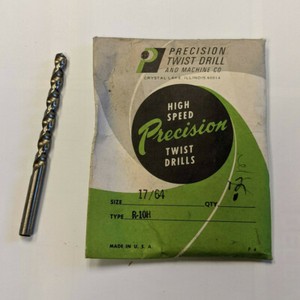 P
PRECISION
TWIST DRILL
AND MACHINE CO
CRYSTAL LAKE, ILLINOIS 60014
HIGH
SPEED
Precision
TWIST
DRILLS
SIZE 17/64 QTY.
TYPE R-10H
MADE IN U. S. A.